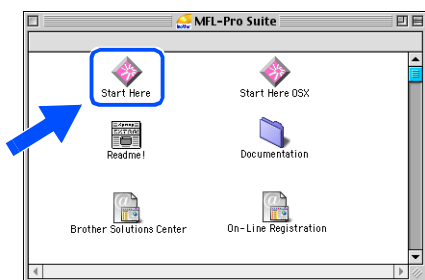 MFL-Pro Suite
Start Here
Start Here OSX
Readme!
Documentation
Brother Solutions Center
On-Line Registration